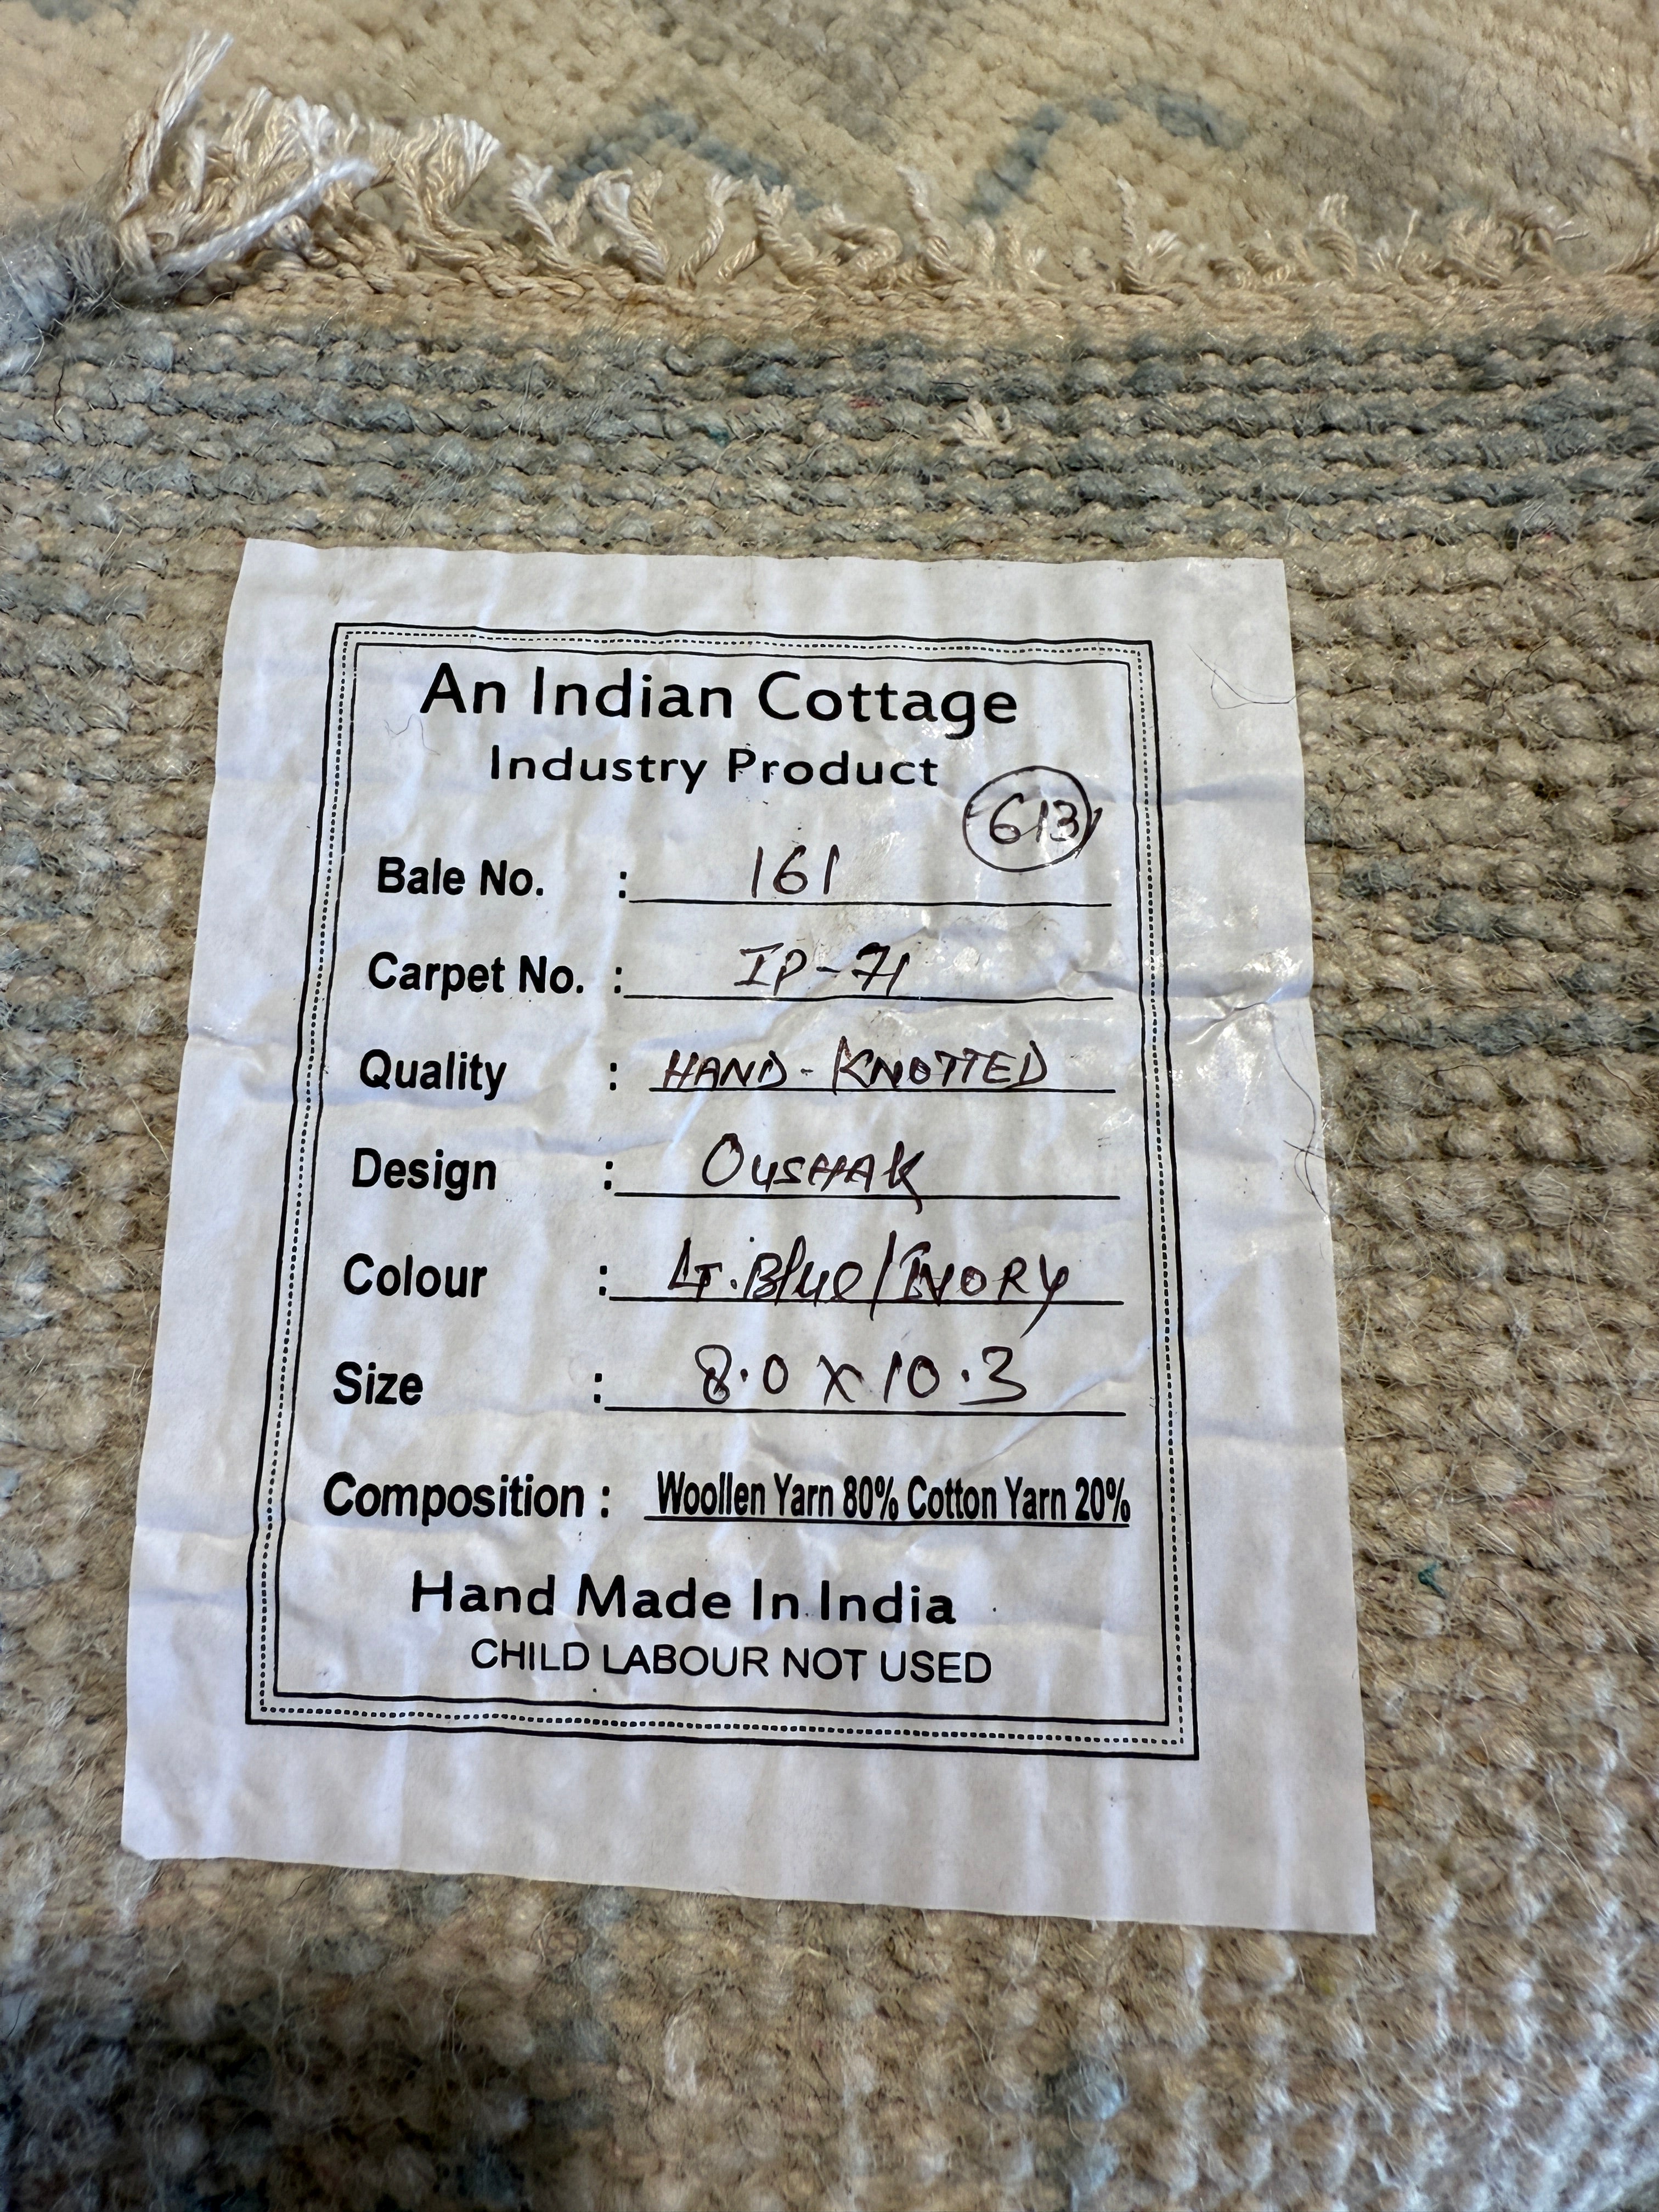 An Indian Cottage
Industry Product
613
Bale No. : 161
Carpet No. : IP-71
Quality : HAND-KNOTTED
Design : OUSHAK
Colour : LT.Blue/IVORY
Size : 8.0 X 10.3
Composition : Woollen Yarn 80% Cotton Yarn 20%
Hand Made In India
CHILD LABOUR NOT USED